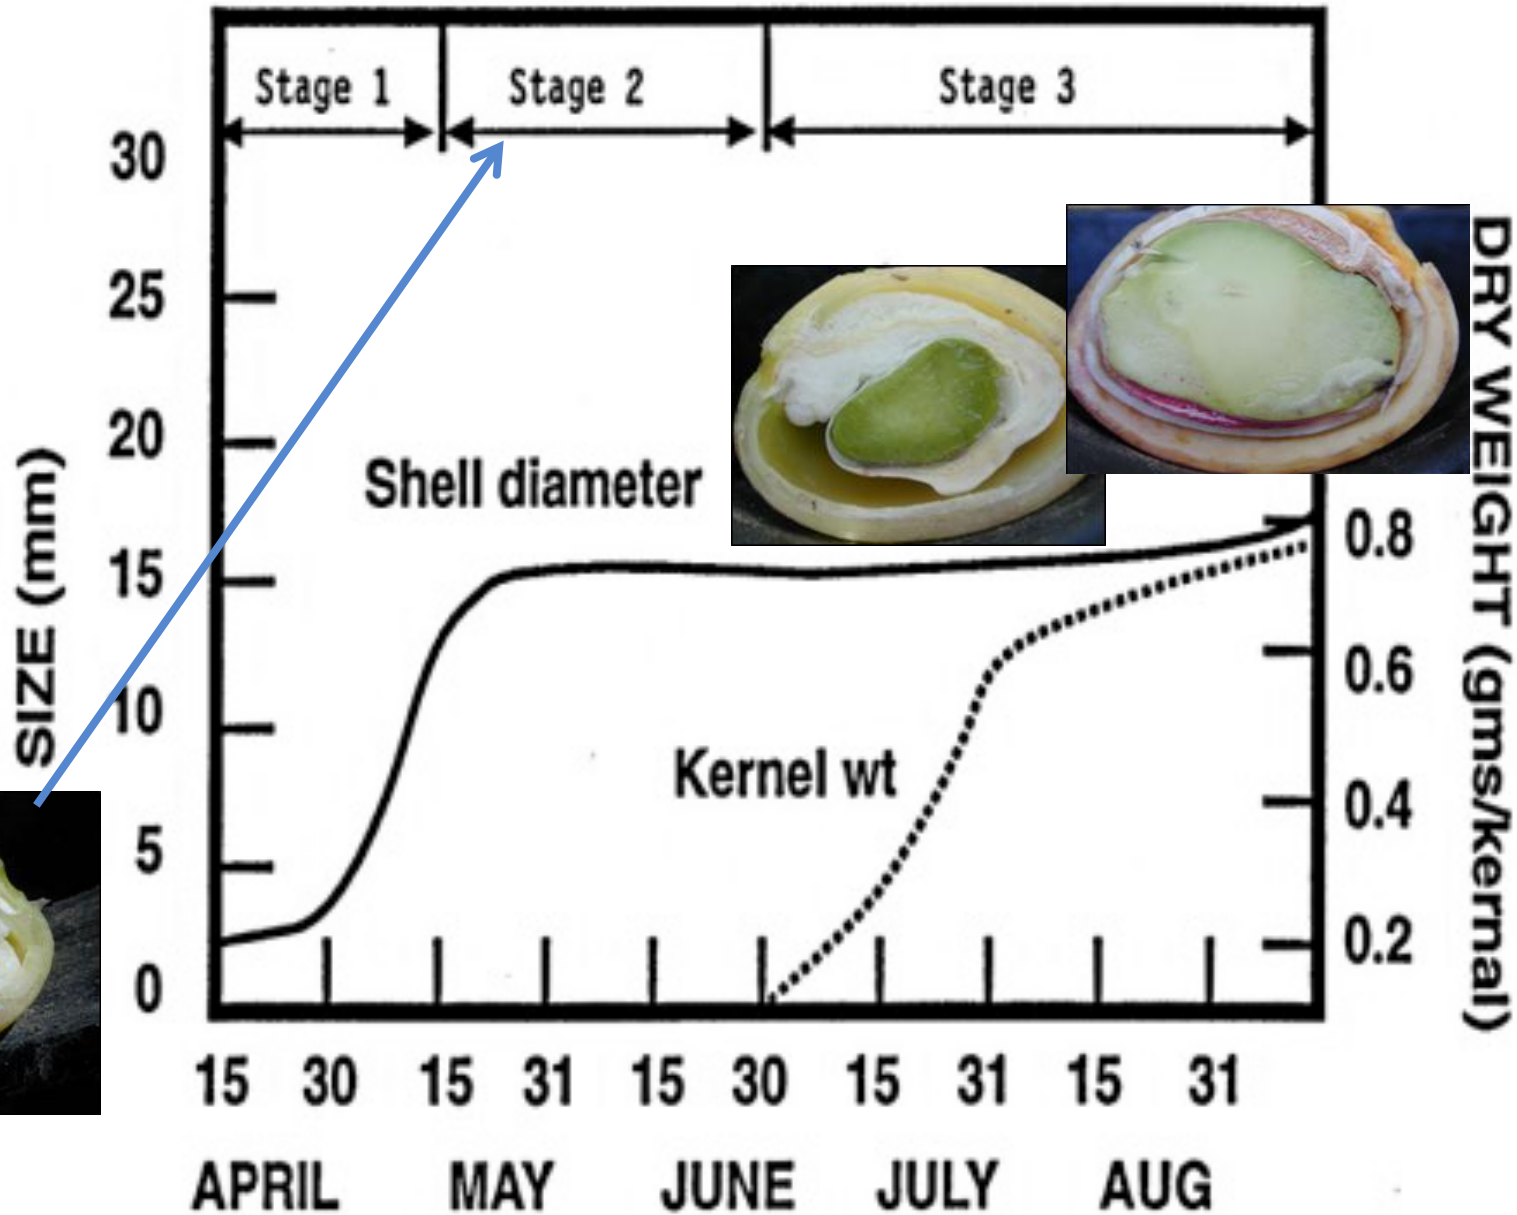 Stage 1 Stage 2 Stage 3
30
25
20
15
10
5
0
SIZE (mm)
Shell diameter
Kernel wt
0.8
0.6
0.4
0.2
DRY WEIGHT (gms/kernal)
15 30 15 31 15 30 15 31 15 31
APRIL MAY JUNE JULY AUG